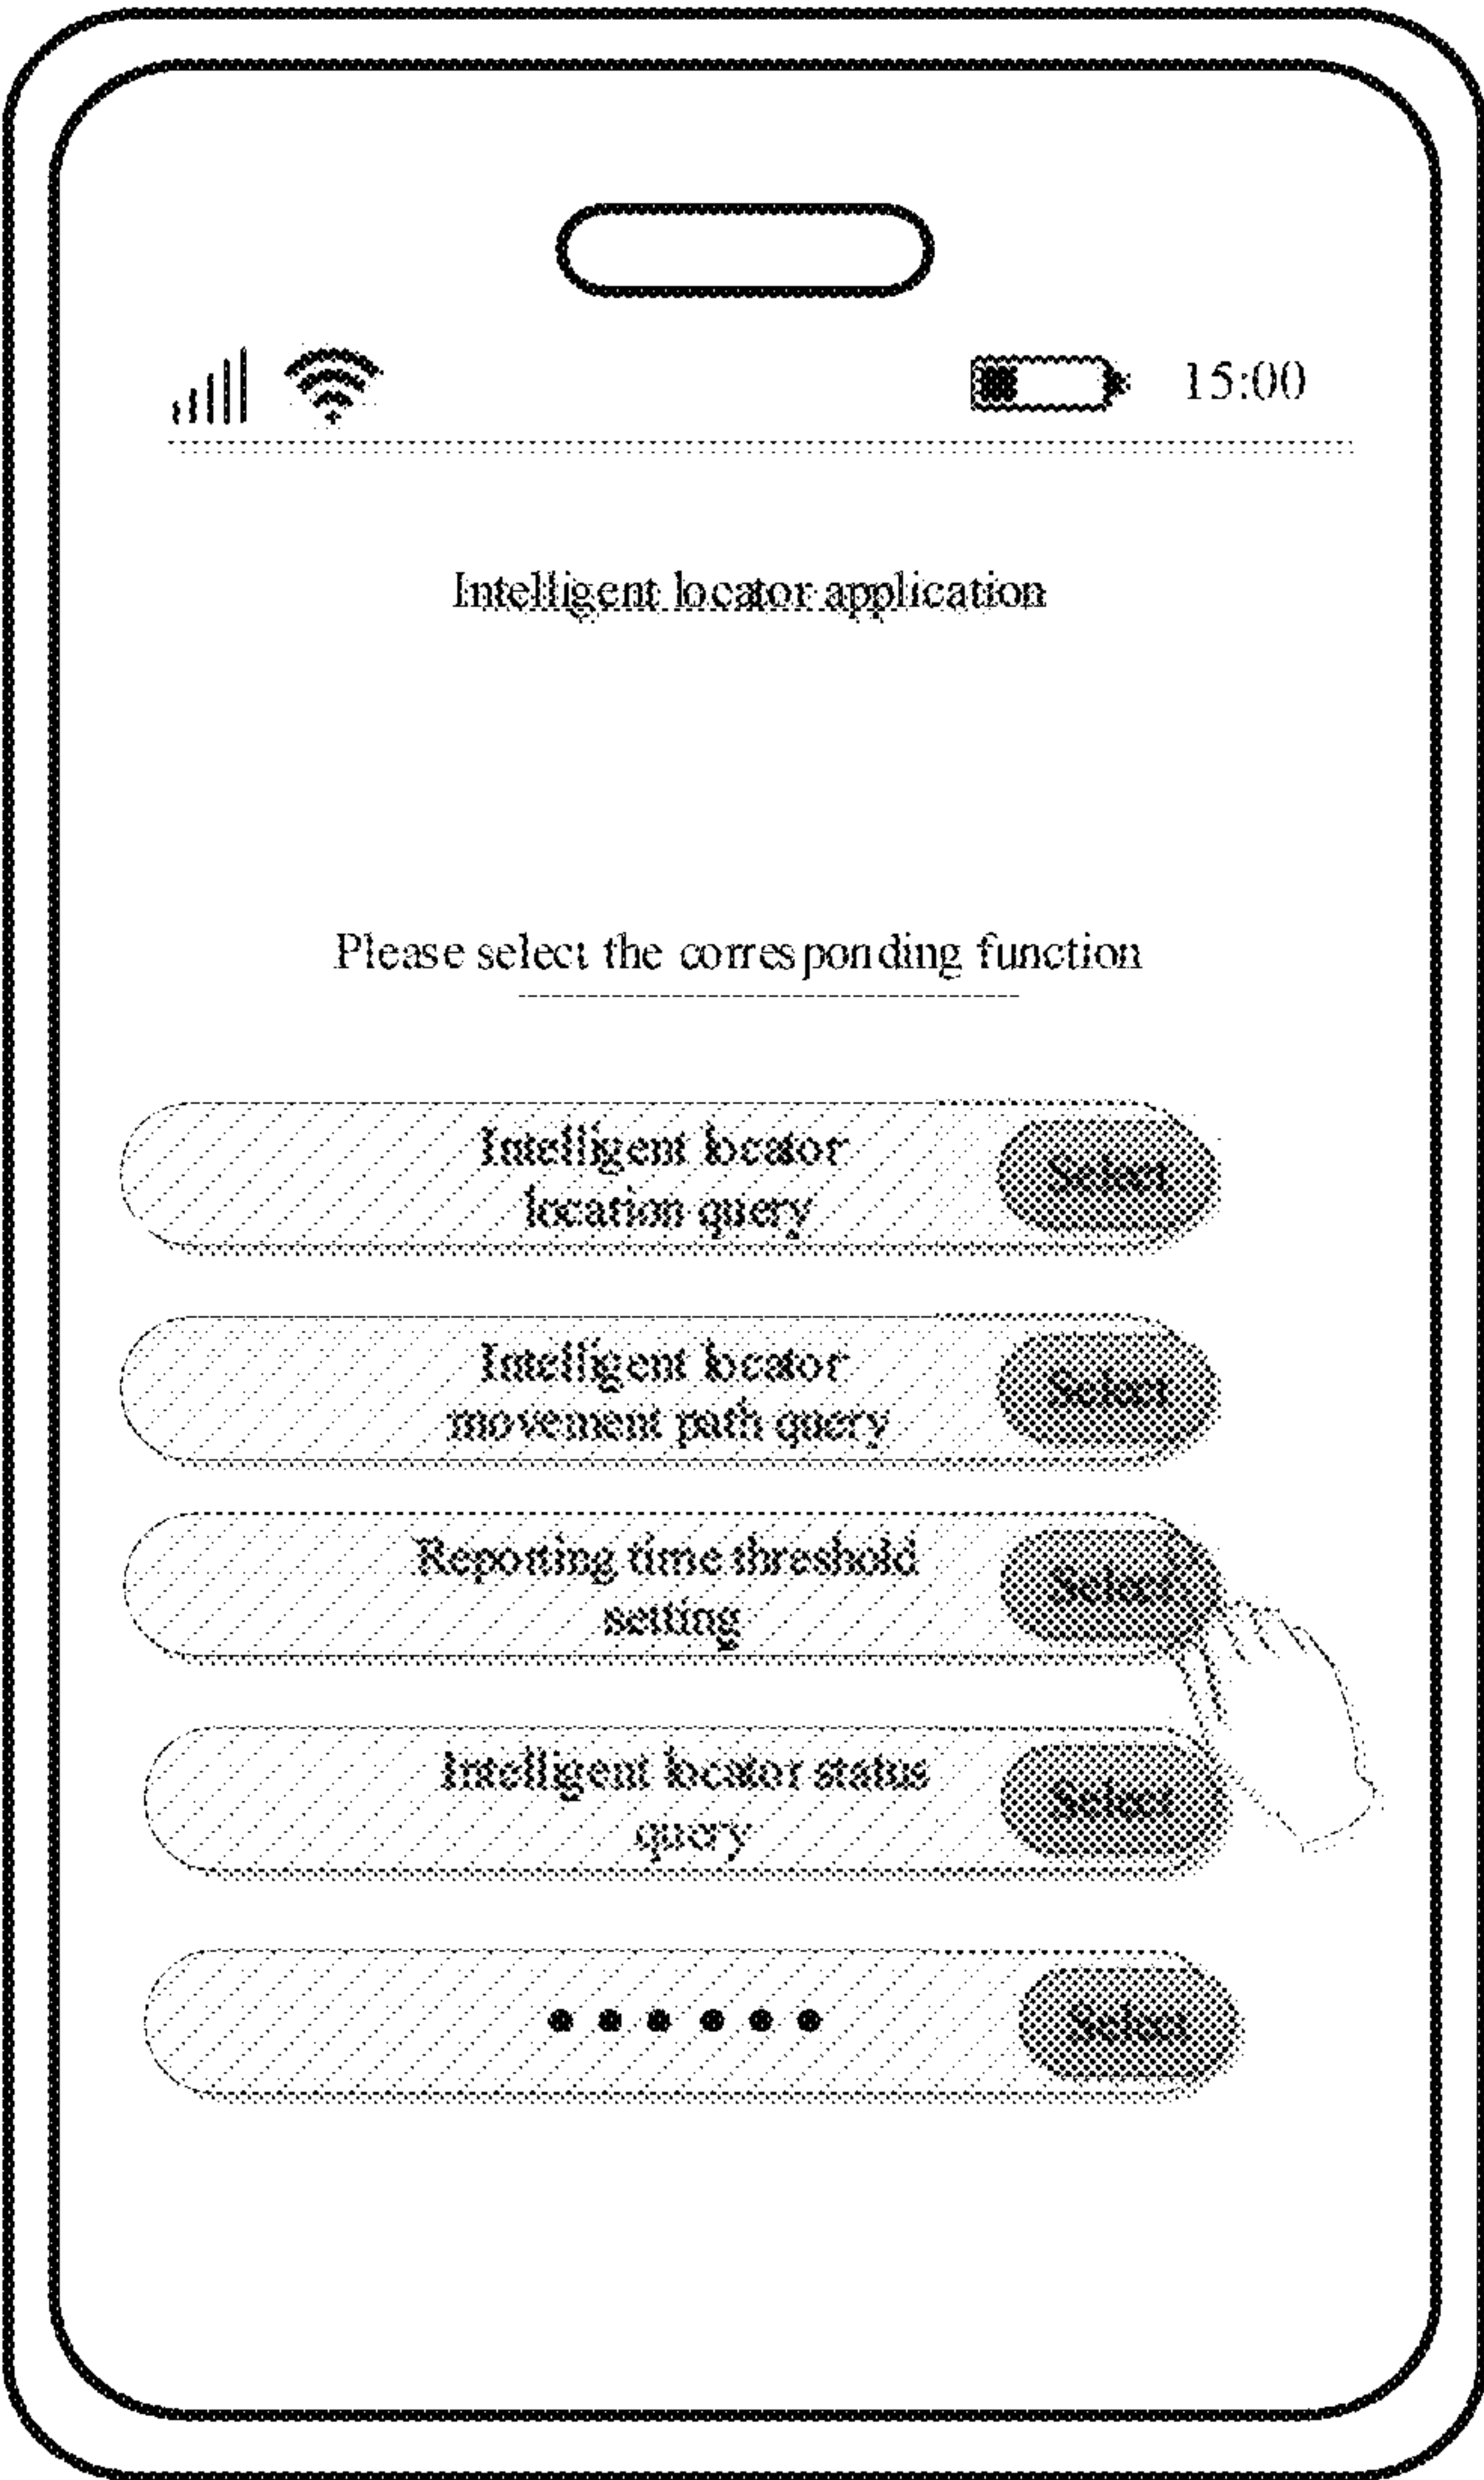 15:00
Intelligent locator application
Please select the corresponding function
Intelligent locator
location query
Select
Intelligent locator
movement path query
Select
Reporting time threshold
setting
Select
Intelligent locator status
query
Select
••••••
Select